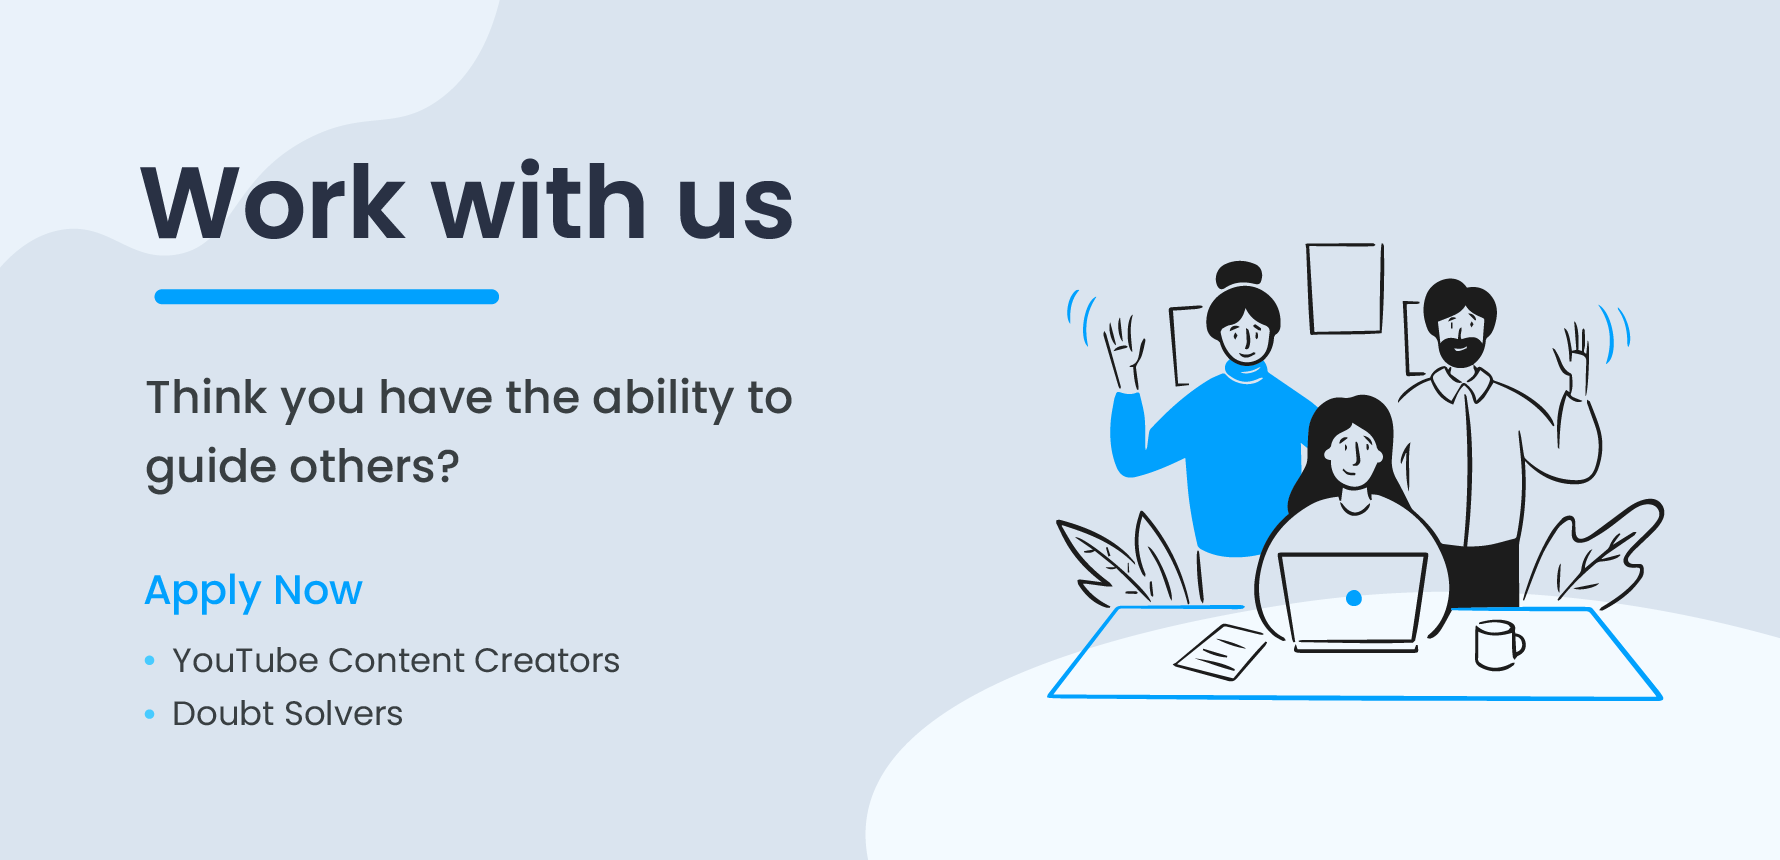 Work with us
Think you have the ability to
guide others?
Apply Now
• YouTube Content Creators
• Doubt Solvers